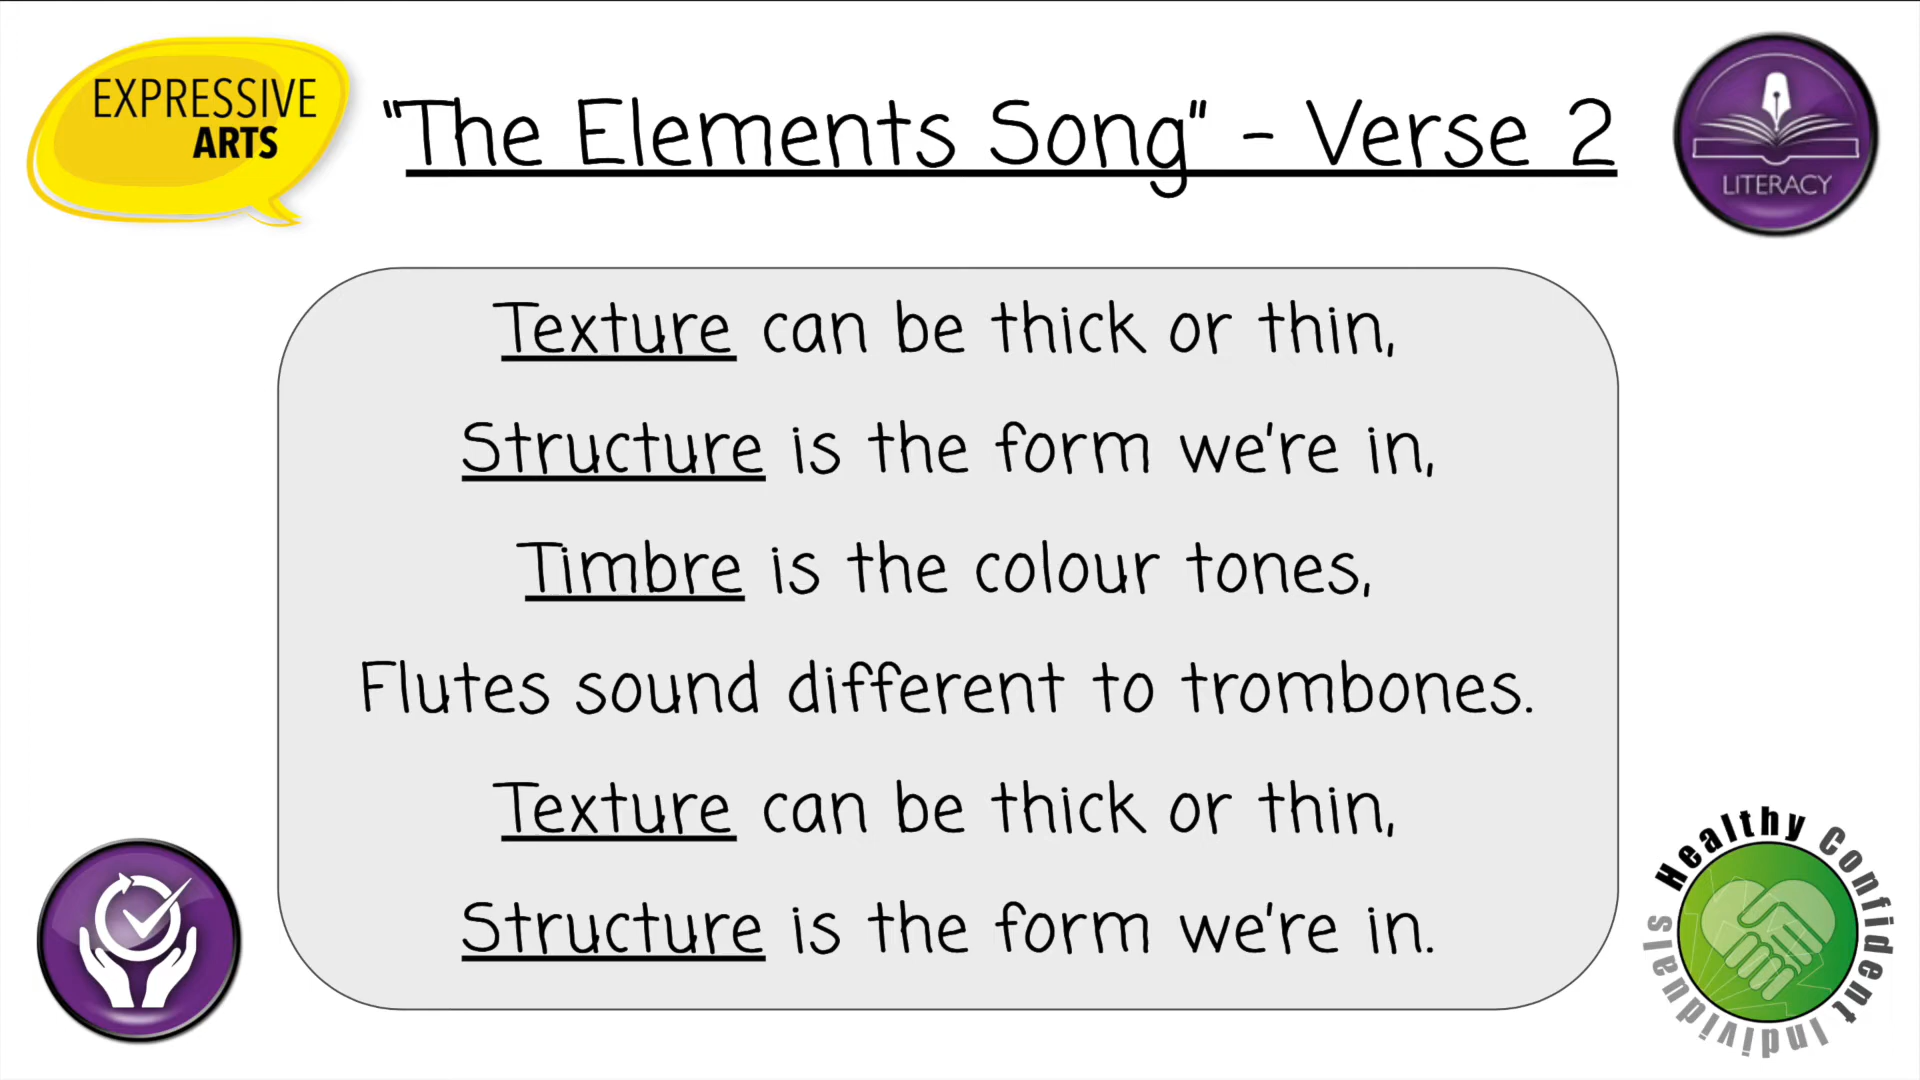 EXPRESSIVE
ARTS
"The Elements Song" - Verse 2
LITERACY
Texture can be thick or thin,
Structure is the form we're in,
Timbre is the colour tones,
Flutes sound different to trombones.
Texture can be thick or thin,
Structure is the form we're in.
Healthy Confident Individuals